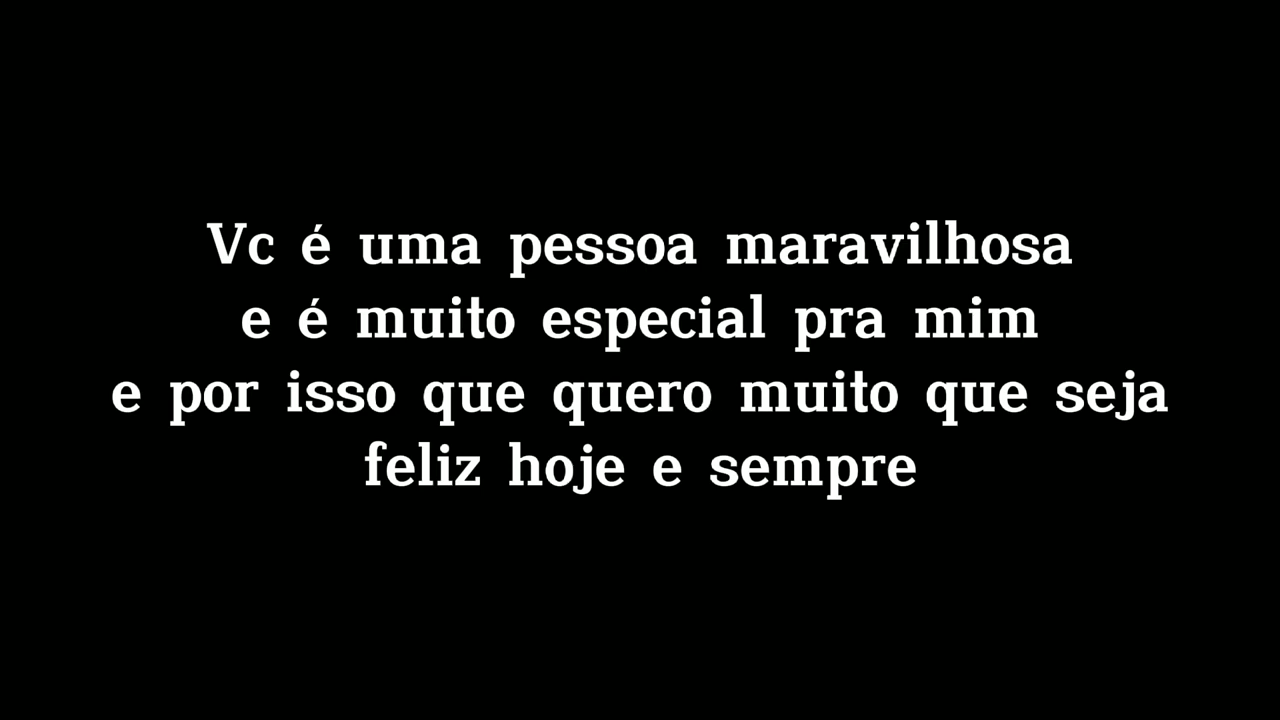 Vc é uma pessoa maravilhosa
e é muito especial pra mim
e por isso que quero muito que seja
feliz hoje e sempre